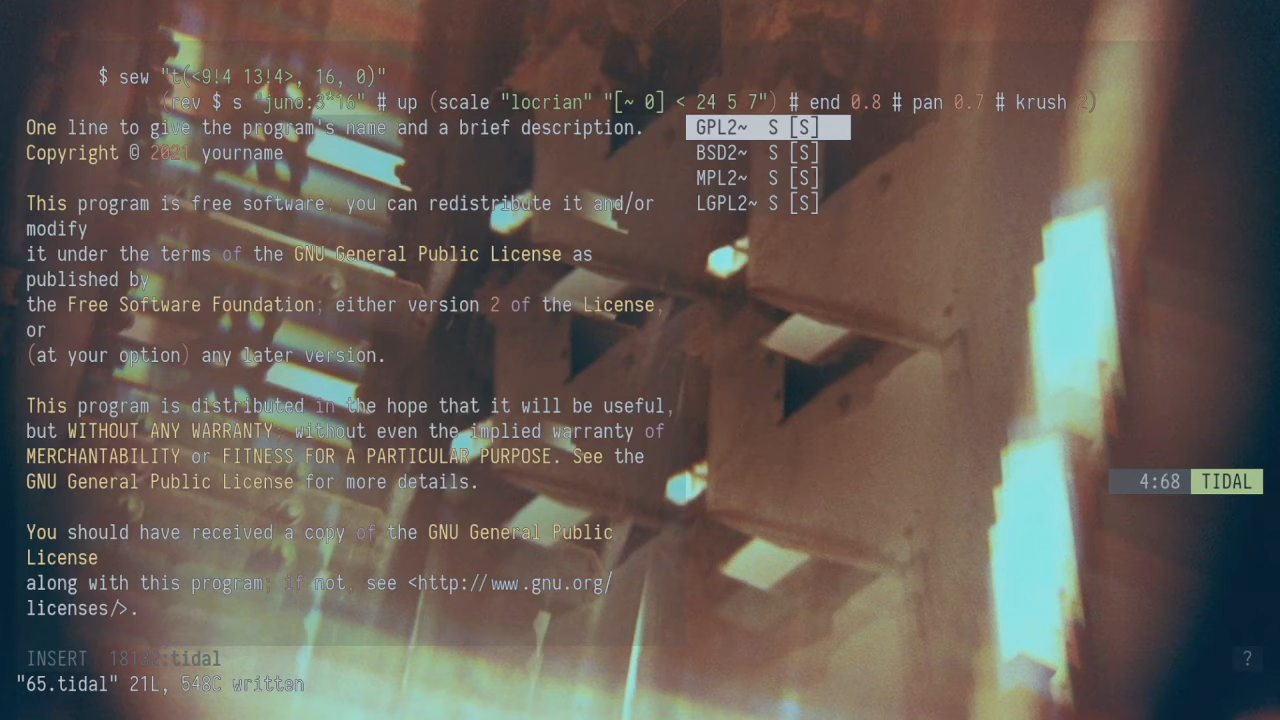 $ sew "t(<9!4 13!4>, 16, 0)"
(rev $ s "juno:3*16" # up (scale "locrian" "[~ 0] < 24 5 7") # end 0.8 # pan 0.7 # krush 2)
One line to give the program's name and a brief description. GPL2~ S [S]
Copyright © 2021 yourname BSD2~ S [S]
MPL2~ S [S]
This program is free software, you can redistribute it and/or LGPL2~ S [S]
modify
it under the terms of the GNU General Public License as
published by
the Free Software Foundation; either version 2 of the License,
or
(at your option) any later version.
This program is distributed in the hope that it will be useful,
but WITHOUT ANY WARRANTY; without even the implied warranty of
MERCHANTABILITY or FITNESS FOR A PARTICULAR PURPOSE. See the
GNU General Public License for more details. 4:68 TIDAL
You should have received a copy of the GNU General Public
License
along with this program; if not, see <http://www.gnu.org/
licenses/>.
INSERT :tidal ?
"65.tidal" 21L, 548C written